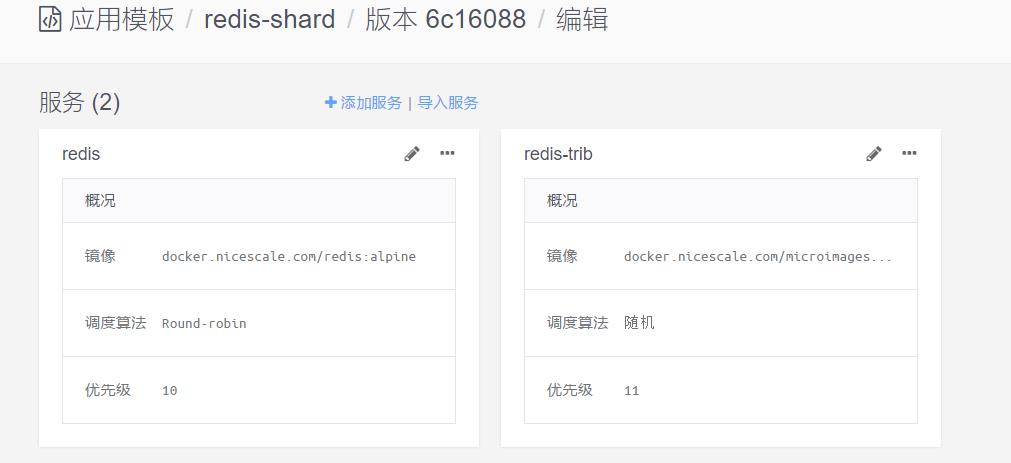 应用模板 / redis-shard / 版本 6c16088 / 编辑
服务 (2)
添加服务 | 导入服务
redis
概况
镜像 docker.nicescale.com/redis:alpine
调度算法 Round-robin
优先级 10
redis-trib
概况
镜像 docker.nicescale.com/microimages...
调度算法 随机
优先级 11